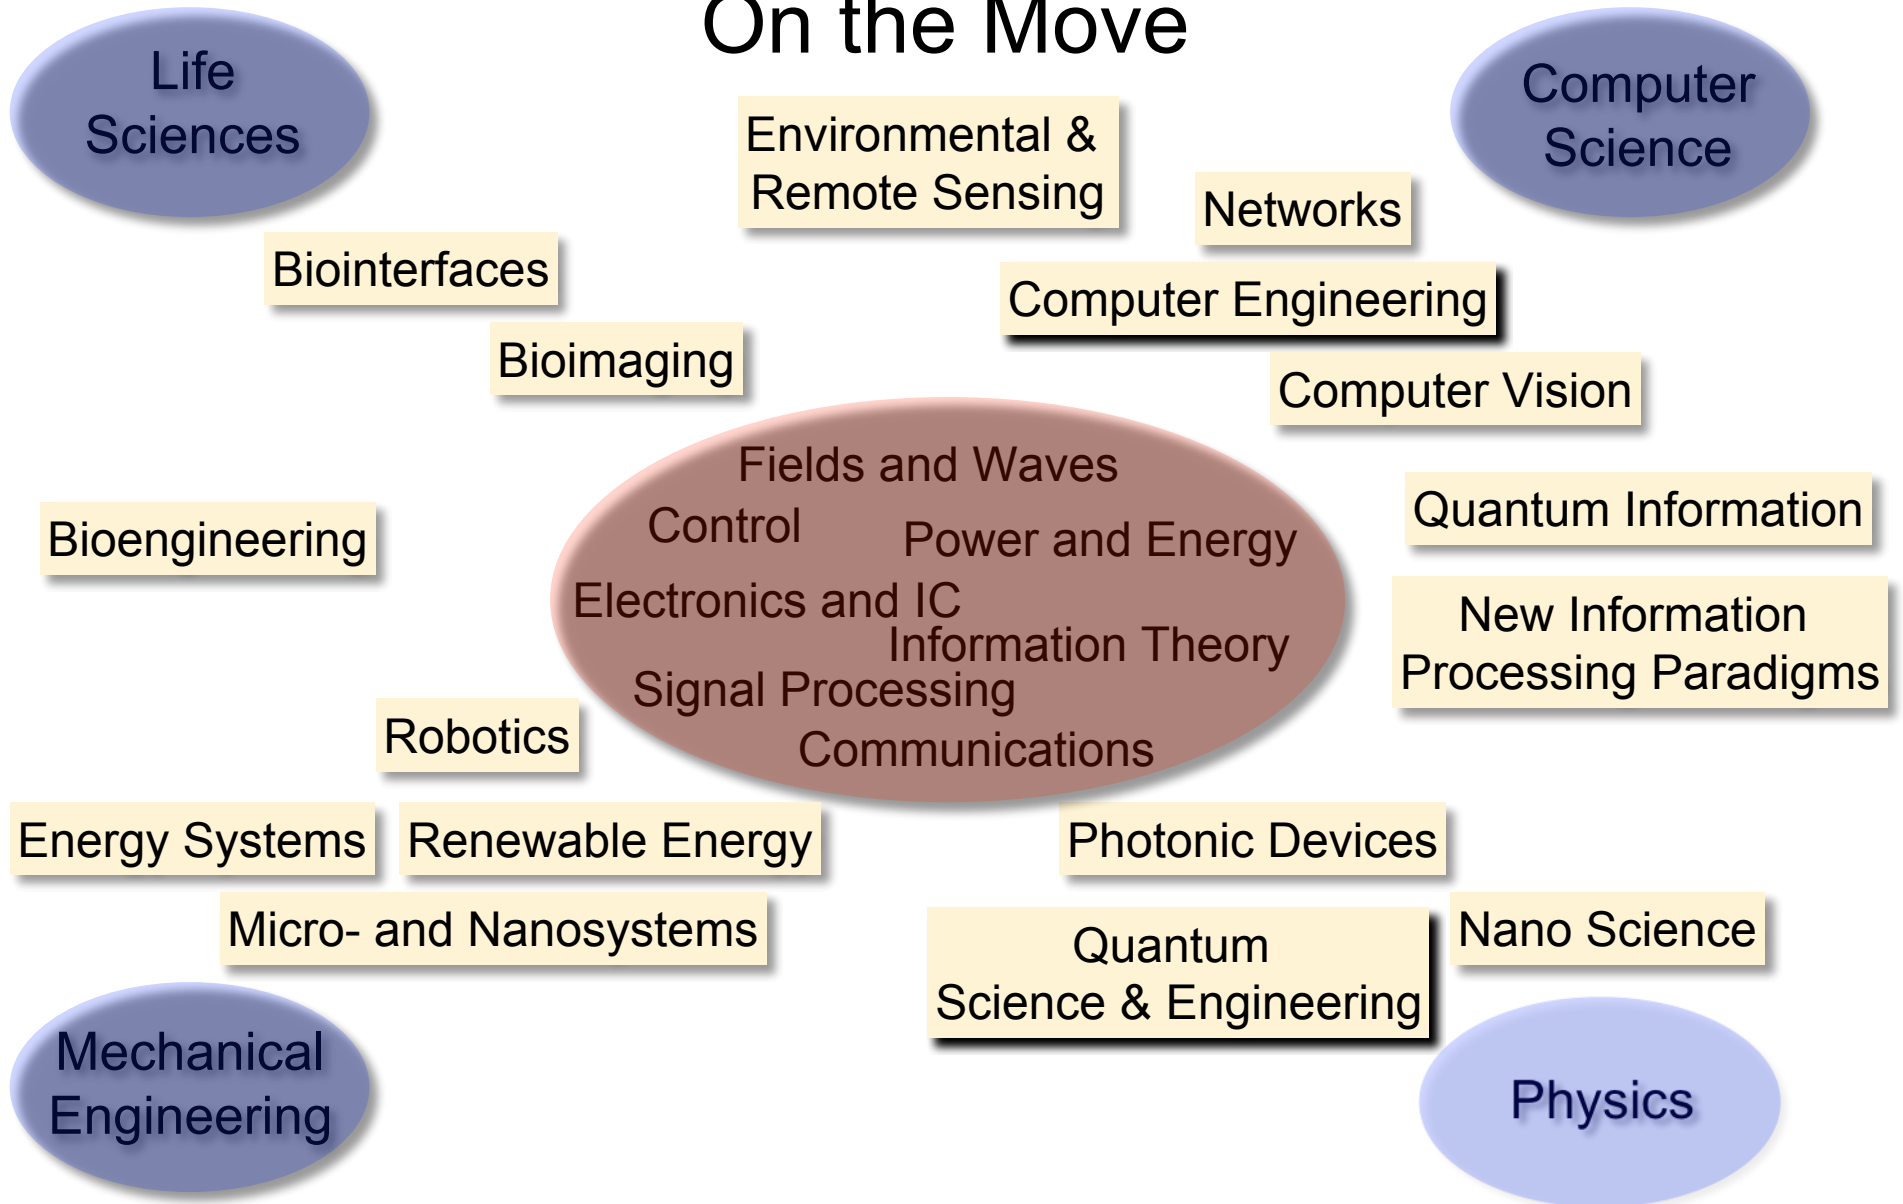 On the Move
Life
Sciences
Computer
Science
Environmental &
Remote Sensing
Networks
Biointerfaces
Computer Engineering
Bioimaging
Computer Vision
Fields and Waves
Control
Power and Energy
Electronics and IC
Information Theory
Signal Processing
Communications
Bioengineering
Quantum Information
New Information
Processing Paradigms
Robotics
Energy Systems
Renewable Energy
Photonic Devices
Micro- and Nanosystems
Quantum
Science & Engineering
Nano Science
Mechanical
Engineering
Physics